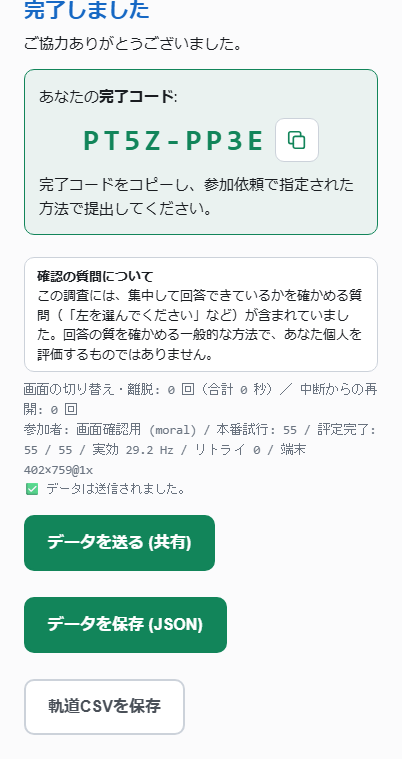 完了しました
ご協力ありがとうございました。
あなたの完了コード:
PT5Z-PP3E
完了コードをコピーし、参加依頼で指定された
方法で提出してください。
確認の質問について
この調査には、集中して回答できているかを確かめる質
問（「左を選んでください」など）が含まれていまし
た。回答の質を確かめる一般的な方法で、あなた個人を
評価するものではありません。
画面の切り替え・離脱: 0 回（合計 0 秒）／ 中断からの再
開: 0 回
参加者: 画面確認用 (moral) / 本番試行: 55 / 評定完了:
55 / 55 / 実効 29.2 Hz / リトライ 0 / 端末
402×759@1x
✅ データは送信されました。
データを送る (共有)
データを保存 (JSON)
軌道CSVを保存